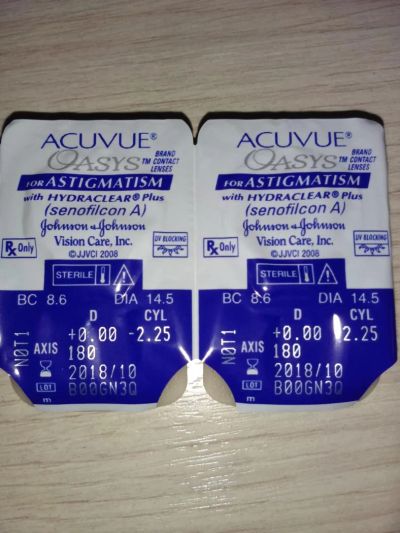 ACUVUE®
OASYS BRAND
™ CONTACT
LENSES
FOR ASTIGMATISM
with HYDRACLEAR® Plus
(senofilcon A)
Johnson & Johnson
Vision Care, Inc.
©JJVCI 2008
Rx Only
UV BLOCKING
STERILE
BC 8.6 DIA 14.5
D CYL
+0.00 -2.25
N0T1
AXIS 180
2018/10
LOT B00GN3Q
m
ACUVUE®
OASYS BRAND
™ CONTACT
LENSES
FOR ASTIGMATISM
with HYDRACLEAR® Plus
(senofilcon A)
Johnson & Johnson
Vision Care, Inc.
©JJVCI 2008
Rx Only
UV BLOCKING
STERILE
BC 8.6 DIA 14.5
D CYL
+0.00 -2.25
N0T1
AXIS 180
2018/10
LOT B00GN3Q
m